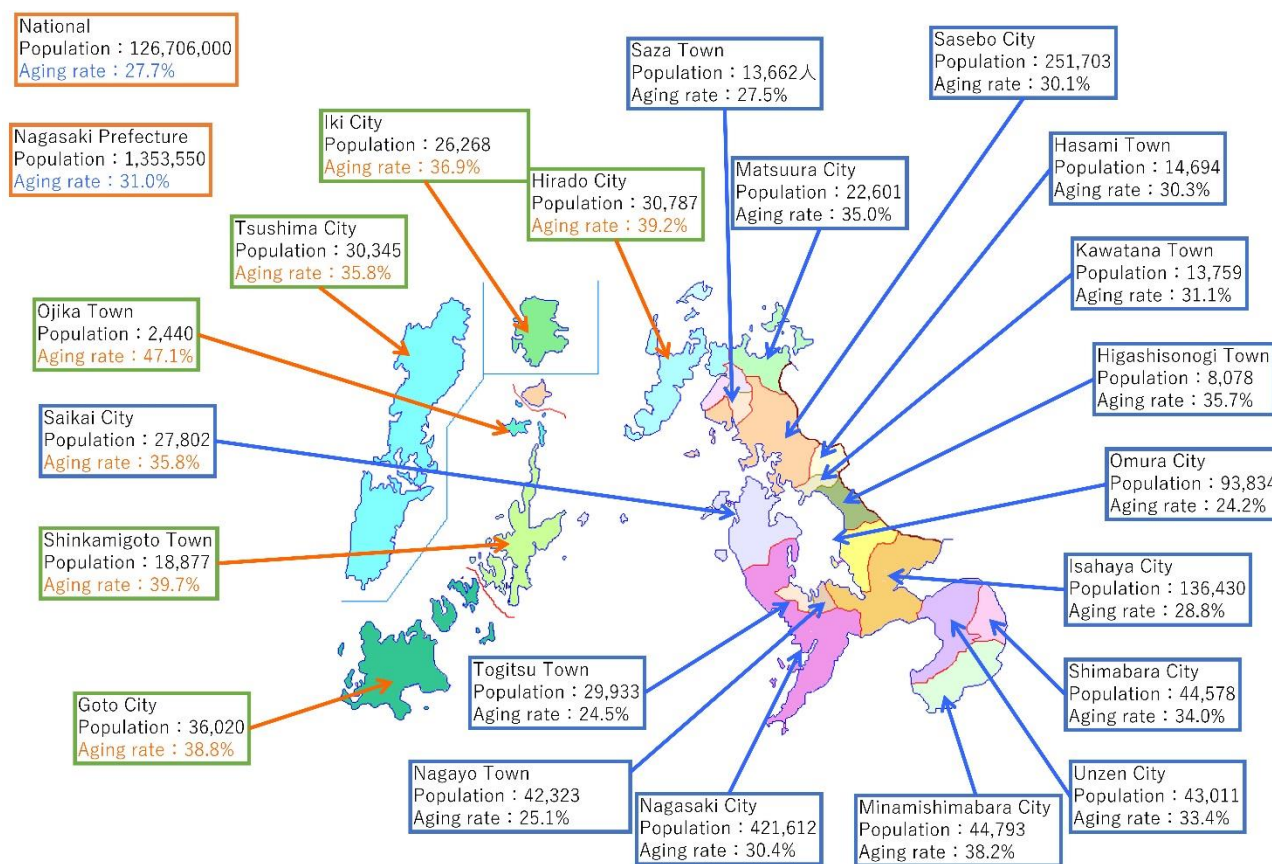 National
Population：126,706,000
Aging rate：27.7%
Nagasaki Prefecture
Population：1,353,550
Aging rate：31.0%
Iki City
Population：26,268
Aging rate：36.9%
Hirado City
Population：30,787
Aging rate：39.2%
Tsushima City
Population：30,345
Aging rate：35.8%
Ojika Town
Population：2,440
Aging rate：47.1%
Saikai City
Population：27,802
Aging rate：35.8%
Shinkamigoto Town
Population：18,877
Aging rate：39.7%
Goto City
Population：36,020
Aging rate：38.8%
Saza Town
Population：13,662人
Aging rate：27.5%
Sasebo City
Population：251,703
Aging rate：30.1%
Matsuura City
Population：22,601
Aging rate：35.0%
Hasami Town
Population：14,694
Aging rate：30.3%
Kawatana Town
Population：13,759
Aging rate：31.1%
Higashisonogi Town
Population：8,078
Aging rate：35.7%
Omura City
Population：93,834
Aging rate：24.2%
Isahaya City
Population：136,430
Aging rate：28.8%
Shimabara City
Population：44,578
Aging rate：34.0%
Unzen City
Population：43,011
Aging rate：33.4%
Togitsu Town
Population：29,933
Aging rate：24.5%
Nagayo Town
Population：42,323
Aging rate：25.1%
Nagasaki City
Population：421,612
Aging rate：30.4%
Minamishimabara City
Population：44,793
Aging rate：38.2%